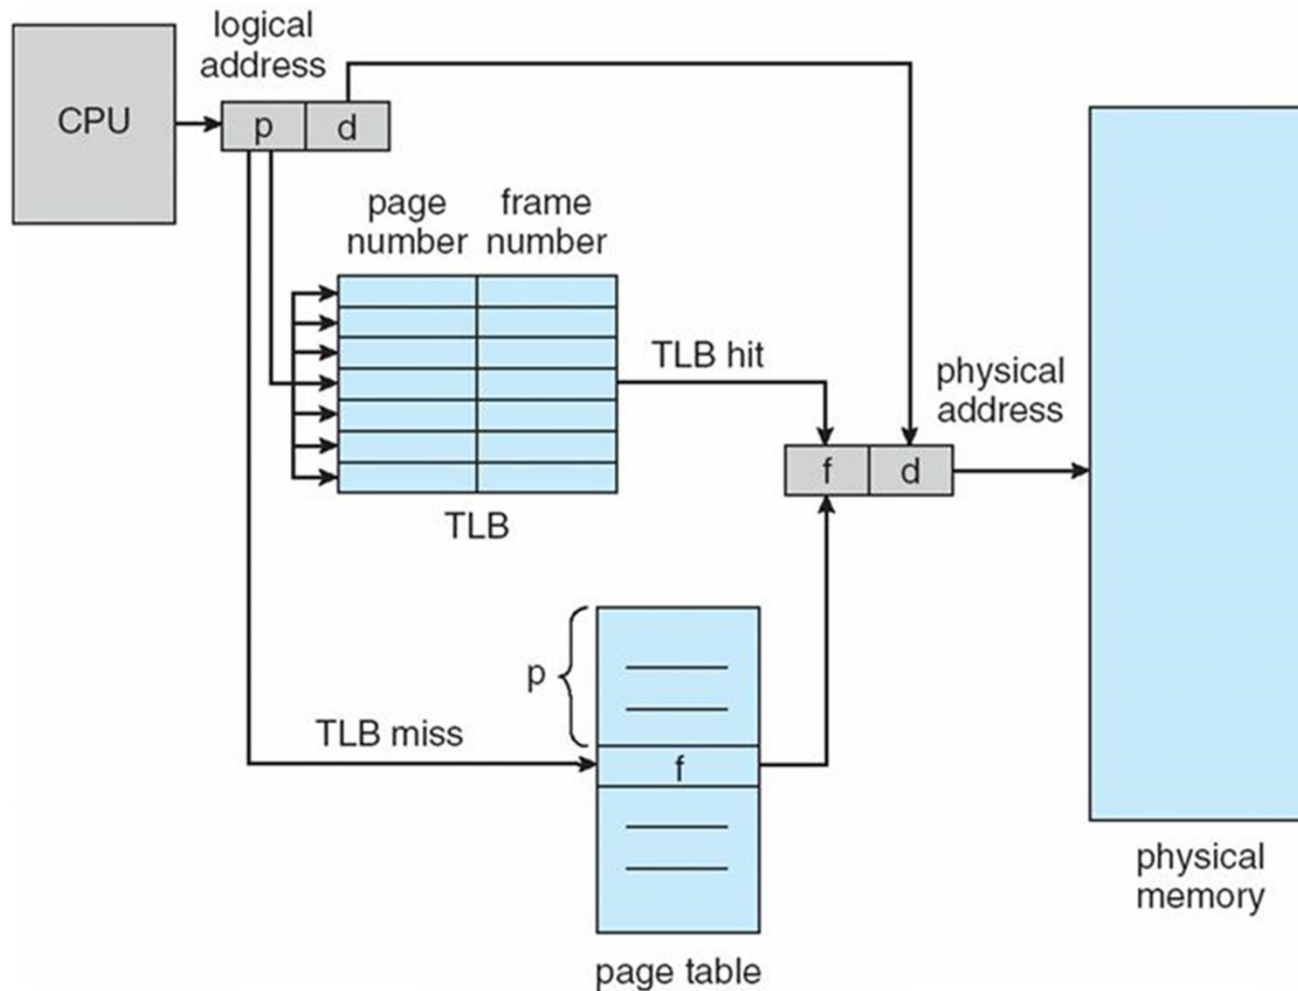 logical
address
CPU
p
d
page
number
frame
number
TLB hit
physical
address
f
d
TLB
p
TLB miss
f
physical
memory
page table